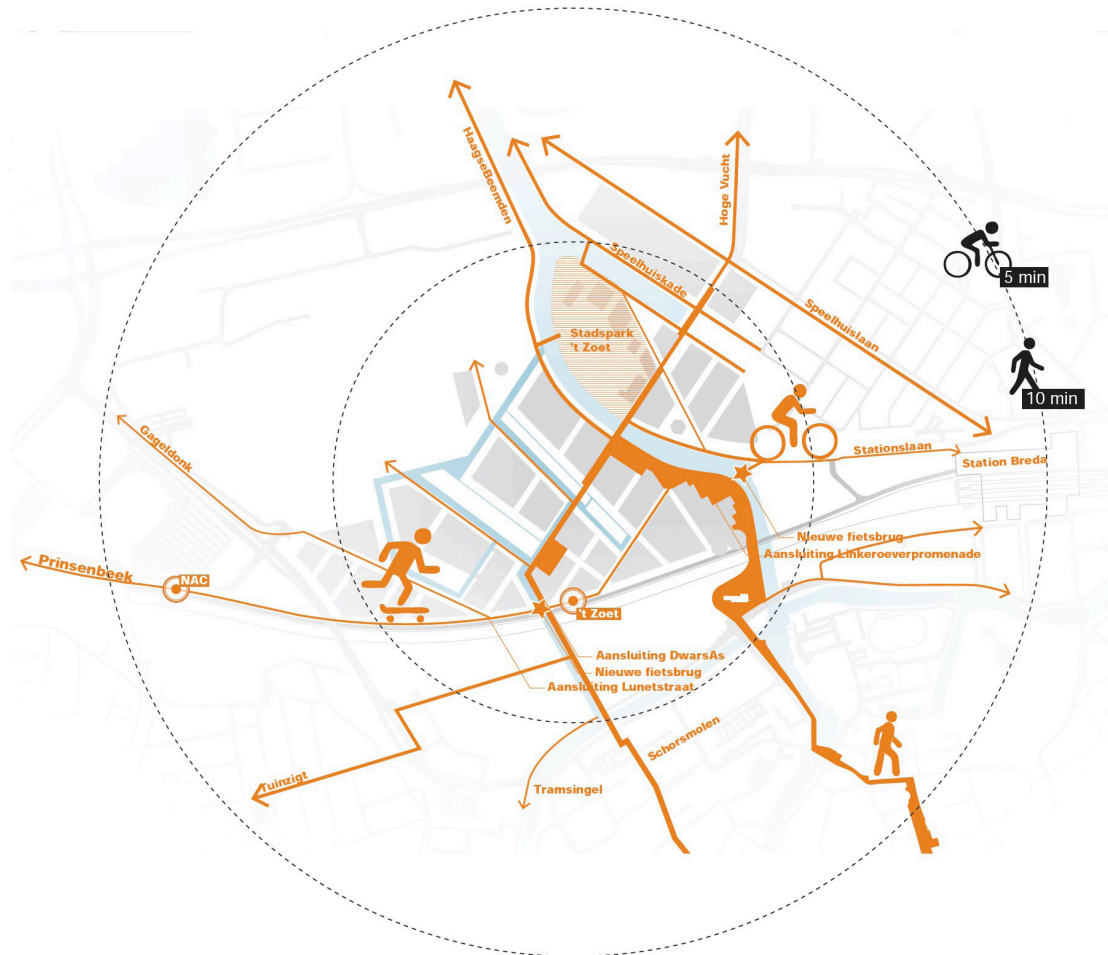 HaagseBeemden
Hoge Vucht
Speelhuiskade
5 min
Speelhuislaan
Stadspark
't Zoet
10 min
Gageldonk
Stationslaan
Station Breda
Nieuwe fietsbrug
Aansluiting Linkeroeverpromenade
Prinsenbeek
NAC
't Zoet
Aansluiting DwarsAs
Nieuwe fietsbrug
Aansluiting Lunetstraat
Schorsmolen
Tuinzigt
Tramsingel